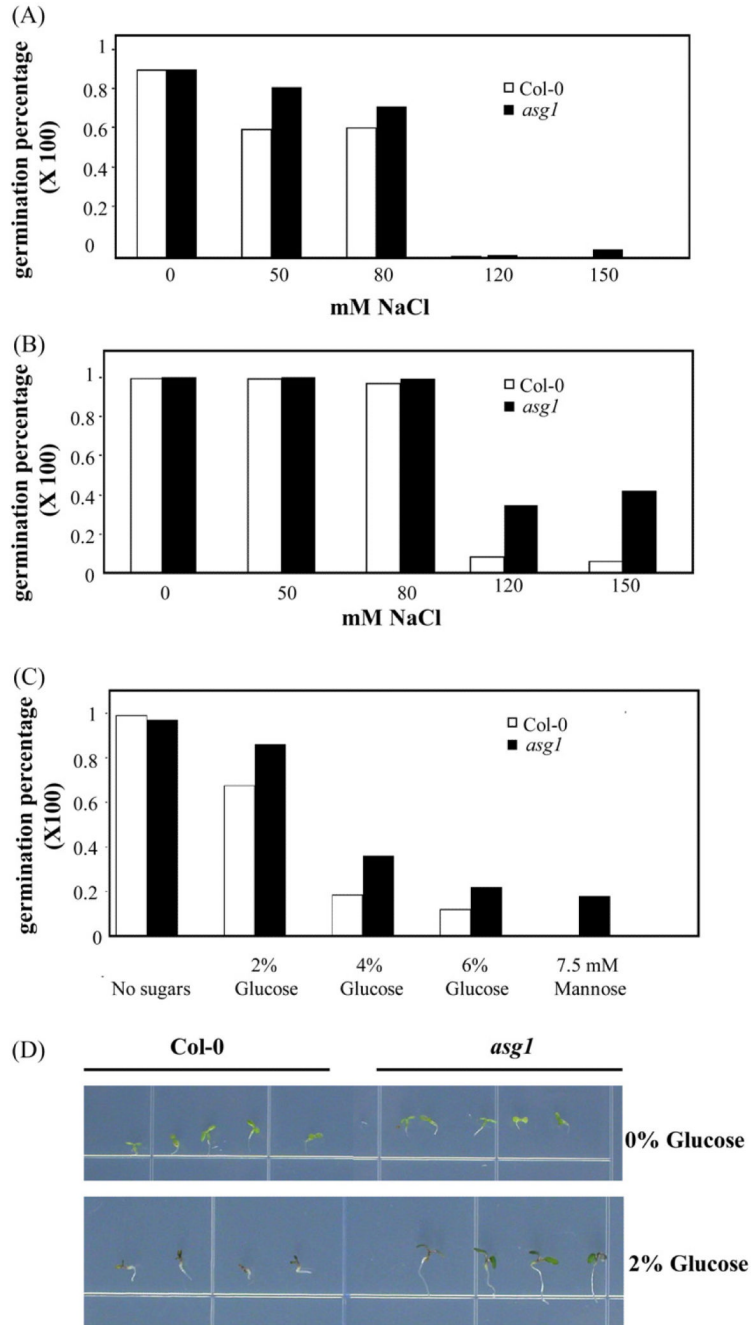 (A)
germination percentage
(X 100)
1
0.8
0.6
0.4
0.2
0
Col-0
asg1
0 50 80 120 150
mM NaCl
(B)
germination percentage
(X 100)
1
0.8
0.6
0.4
0.2
0
Col-0
asg1
0 50 80 120 150
mM NaCl
(C)
germination percentage
(X100)
1
0.8
0.6
0.4
0.2
0
Col-0
asg1
2% 4% 6% 7.5 mM
No sugars Glucose Glucose Glucose Mannose
(D)
Col-0 asg1
0% Glucose
2% Glucose